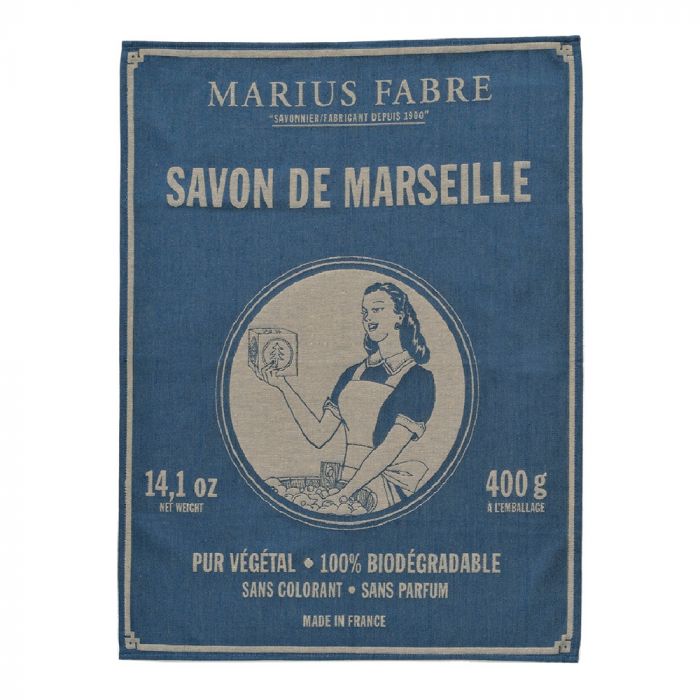 MARIUS FABRE
"SAVONNIER/FABRICANT DEPUIS 1900"
SAVON DE MARSEILLE
14,1 oz
NET WEIGHT
400 g
À L'EMBALLAGE
PUR VÉGÉTAL • 100% BIODÉGRADABLE
SANS COLORANT • SANS PARFUM
MADE IN FRANCE